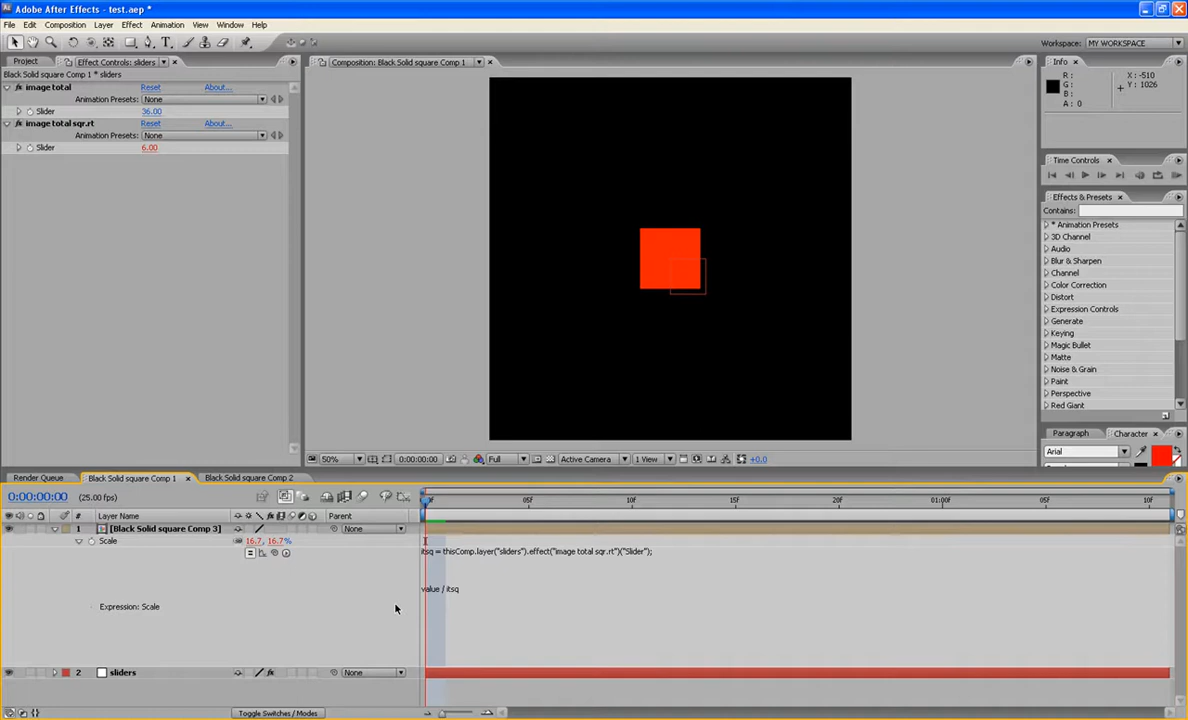 Adobe After Effects - test.aep *
File Edit Composition Layer Effect Animation View Window Help
Workspace: MY WORKSPACE
Project Effect Controls: sliders
Black Solid square Comp 1 * sliders
image total Reset About...
Animation Presets: None
Slider 36.00
image total sqr.rt Reset About...
Animation Presets: None
Slider 6.00
Composition: Black Solid square Comp 1
50% 0:00:00:00 Full Active Camera 1 View +0.0
Info
R: X: -510
G: Y: 1026
B:
A: 0
Time Controls
Effects & Presets
Contains:
* Animation Presets
3D Channel
Audio
Blur & Sharpen
Channel
Color Correction
Distort
Expression Controls
Generate
Keying
Magic Bullet
Matte
Noise & Grain
Paint
Perspective
Red Giant
Paragraph Character
Arial
Render Queue Black Solid square Comp 1 Black Solid square Comp 2
0:00:00:00 (25.00 fps)
05f 10f 15f 20f 01:00f 05f 10f
# Layer Name Parent
1 [Black Solid square Comp 3] None
Scale 16.7, 16.7%
itsq = thisComp.layer("sliders").effect("image total sqr.rt")("Slider");
value / itsq
Expression: Scale
2 sliders None
Toggle Switches / Modes